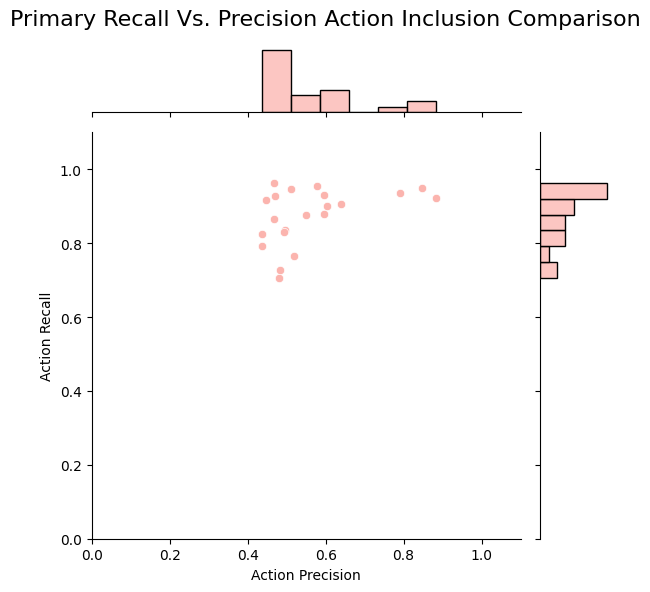 Primary Recall Vs. Precision Action Inclusion Comparison
1.0
0.8
0.6
0.4
0.2
0.0
Action Recall
0.0 0.2 0.4 0.6 0.8 1.0
Action Precision